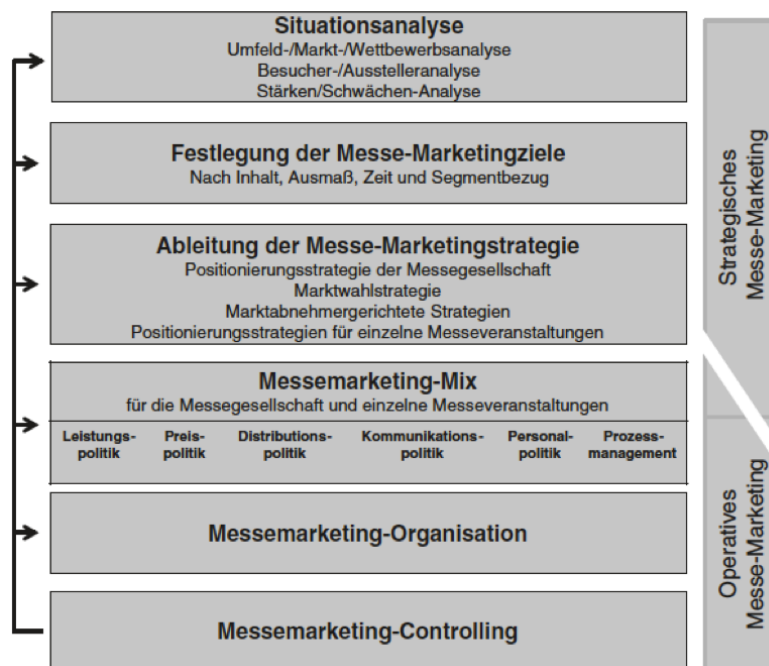 Situationsanalyse
Umfeld-/Markt-/Wettbewerbsanalyse
Besucher-/Ausstelleranalyse
Stärken/Schwächen-Analyse
Festlegung der Messe-Marketingziele
Nach Inhalt, Ausmaß, Zeit und Segmentbezug
Ableitung der Messe-Marketingstrategie
Positionierungsstrategie der Messegesellschaft
Marktwahlstrategie
Marktabnehmergerichtete Strategien
Positionierungsstrategien für einzelne Messeveranstaltungen
Messemarketing-Mix
für die Messegesellschaft und einzelne Messeveranstaltungen
Leistungs-
politik
Preis-
politik
Distributions-
politik
Kommunikations-
politik
Personal-
politik
Prozess-
management
Messemarketing-Organisation
Messemarketing-Controlling
Strategisches
Messe-Marketing
Operatives
Messe-Marketing